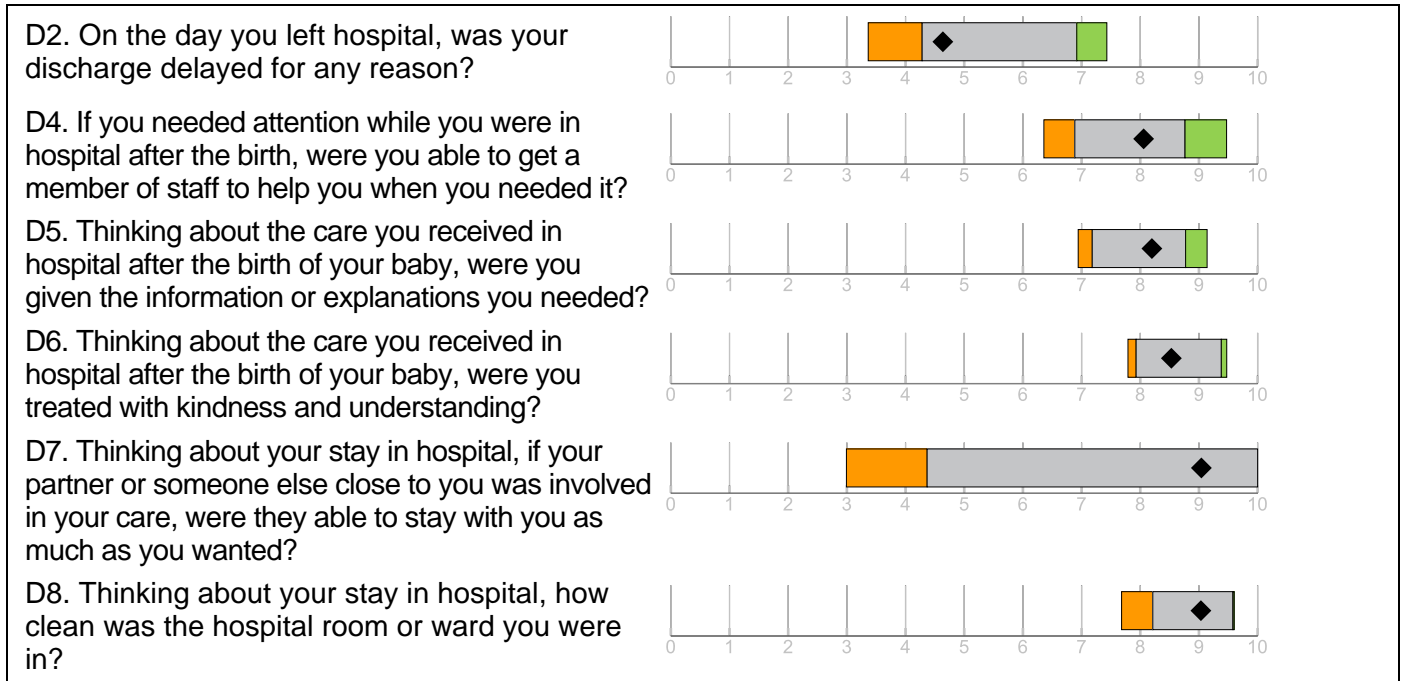 D2. On the day you left hospital, was your
discharge delayed for any reason?
0 1 2 3 4 5 6 7 8 9 10
D4. If you needed attention while you were in
hospital after the birth, were you able to get a
member of staff to help you when you needed it?
0 1 2 3 4 5 6 7 8 9 10
D5. Thinking about the care you received in
hospital after the birth of your baby, were you
given the information or explanations you needed?
0 1 2 3 4 5 6 7 8 9 10
D6. Thinking about the care you received in
hospital after the birth of your baby, were you
treated with kindness and understanding?
0 1 2 3 4 5 6 7 8 9 10
D7. Thinking about your stay in hospital, if your
partner or someone else close to you was involved
in your care, were they able to stay with you as
much as you wanted?
0 1 2 3 4 5 6 7 8 9 10
D8. Thinking about your stay in hospital, how
clean was the hospital room or ward you were
in?
0 1 2 3 4 5 6 7 8 9 10